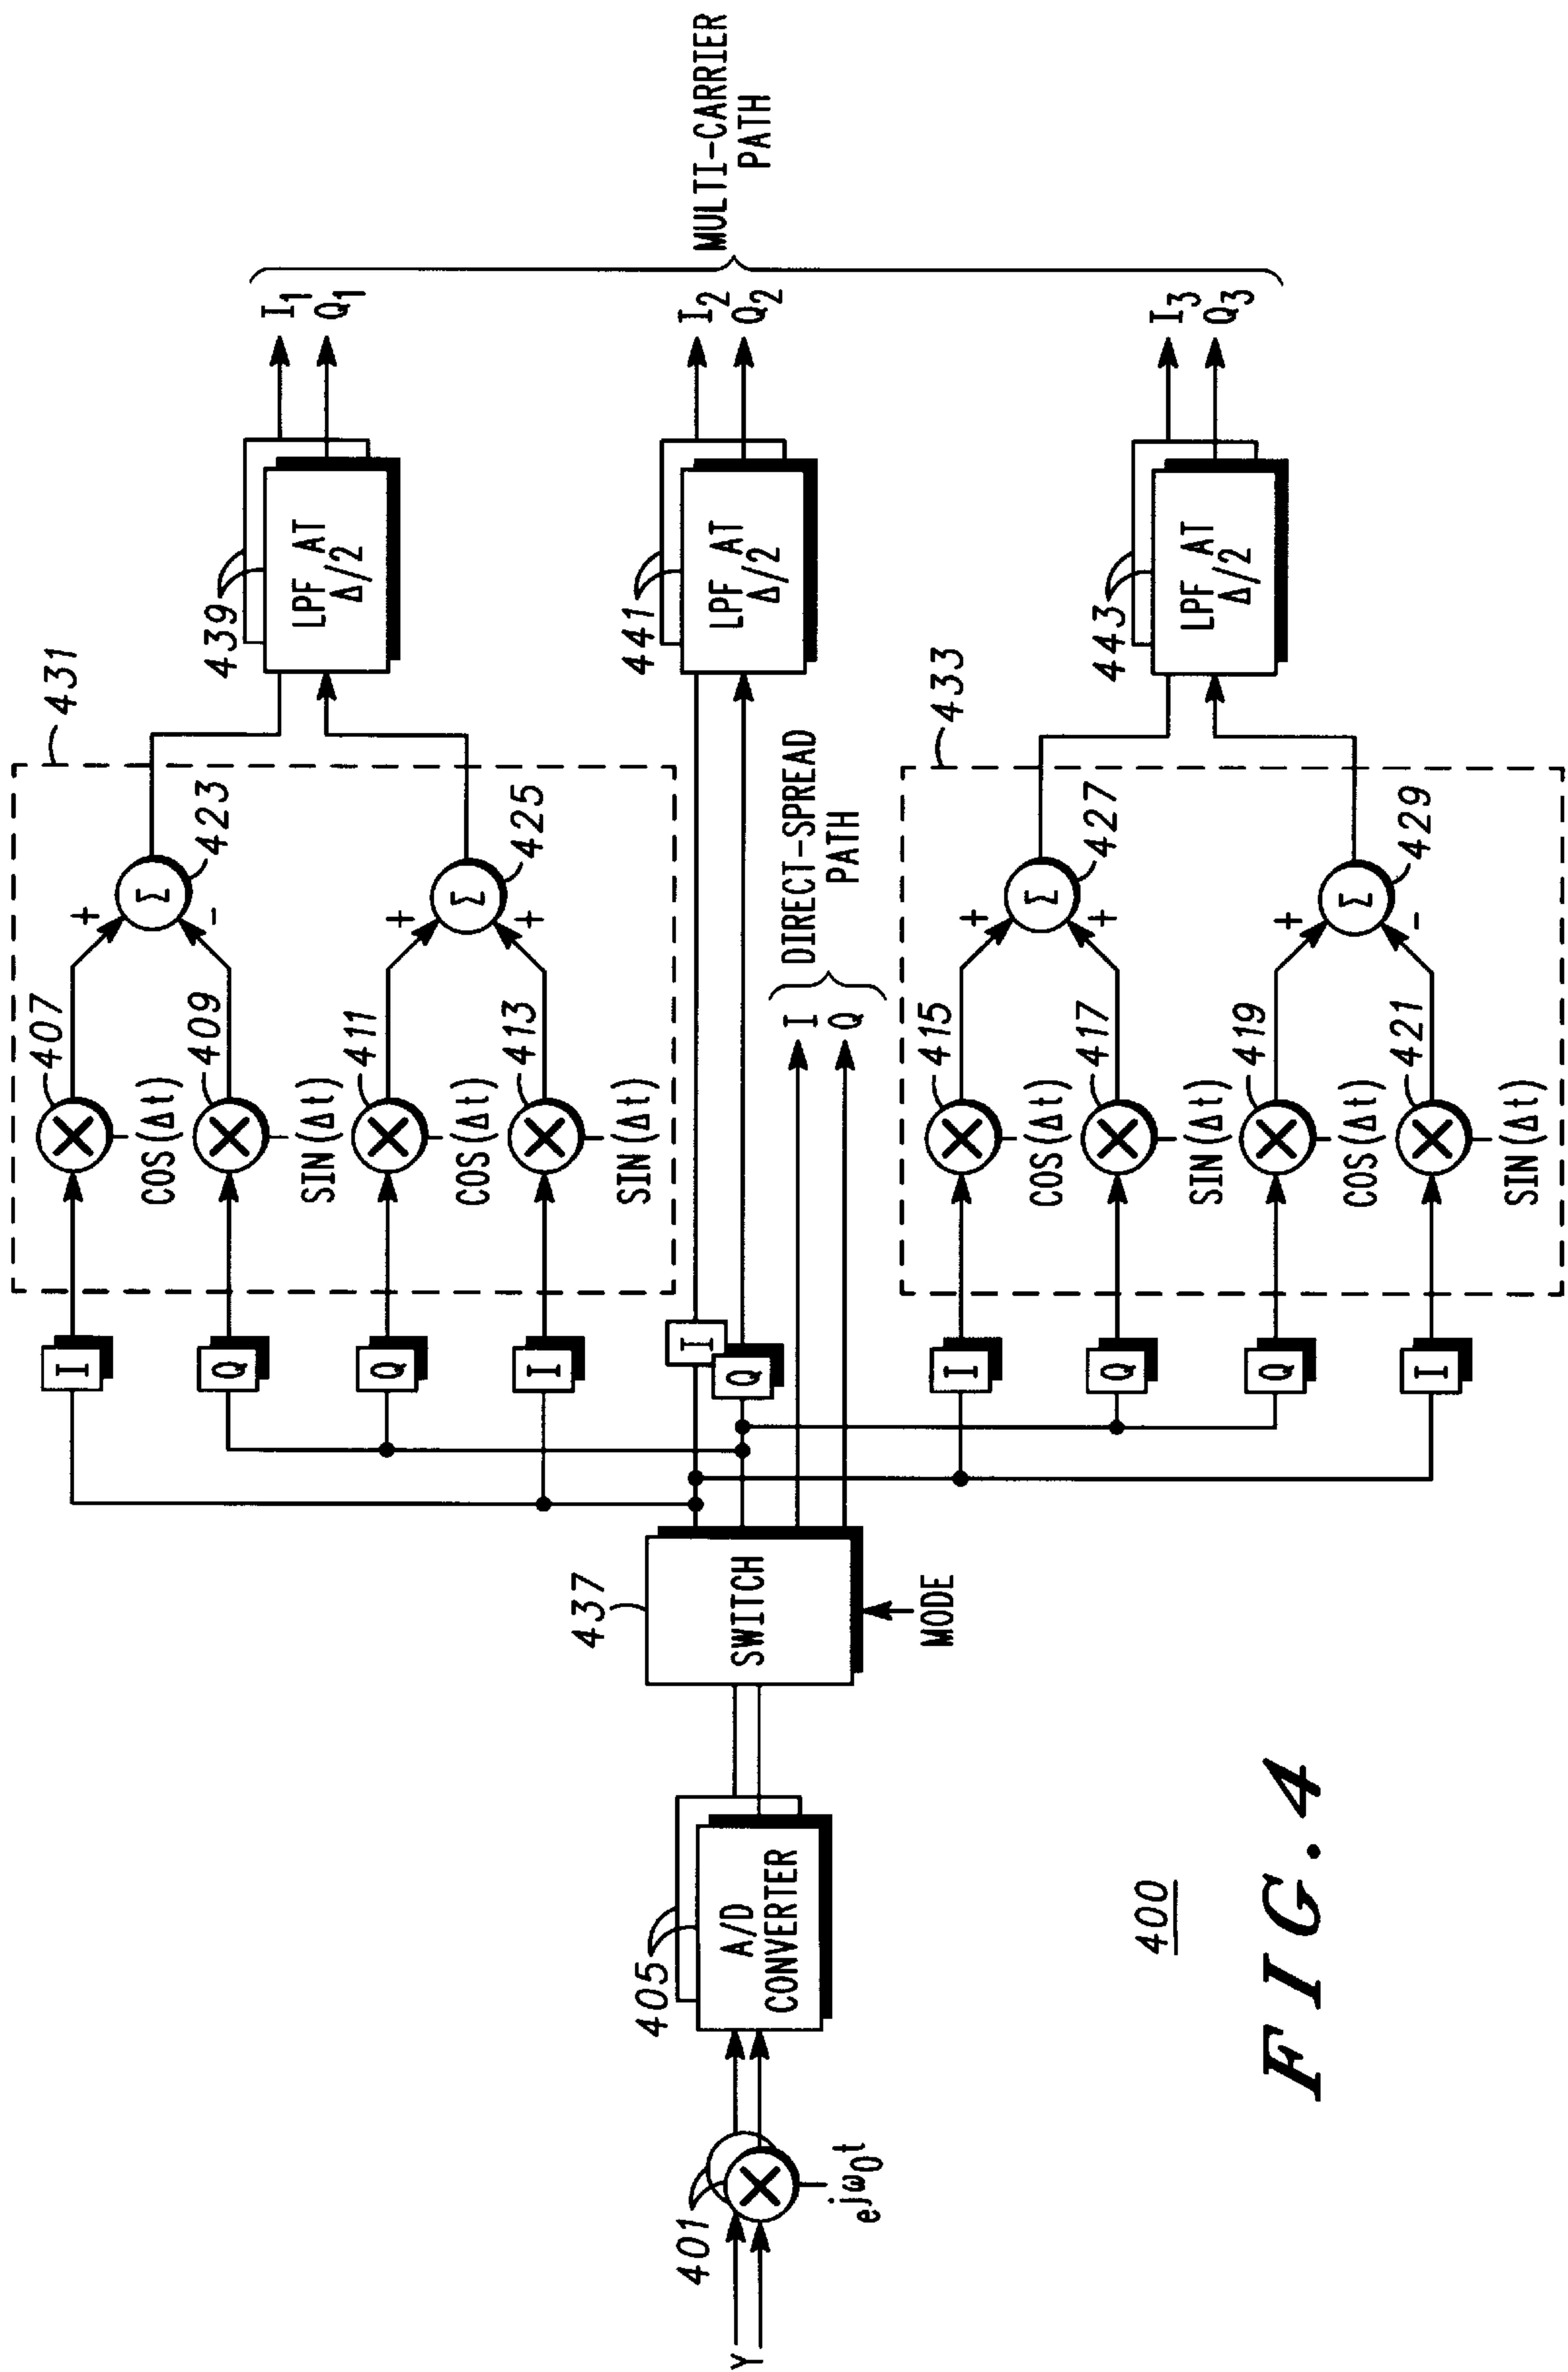 Y
401
e^jω0t
405
A/D
CONVERTER
437
SWITCH
MODE
I
Q
Q
I
I
Q
I
Q
Q
I
431
407
COS(Δt)
409
SIN(Δt)
411
COS(Δt)
413
SIN(Δt)
+
-
Σ
423
+
+
Σ
425
I
Q
DIRECT-SPREAD
PATH
433
415
COS(Δt)
417
SIN(Δt)
419
COS(Δt)
421
SIN(Δt)
+
+
Σ
427
+
-
Σ
429
439
LPF AT
Δ/2
441
LPF AT
Δ/2
443
LPF AT
Δ/2
I1
Q1
I2
Q2
I3
Q3
MULTI-CARRIER
PATH
400
FIG.4